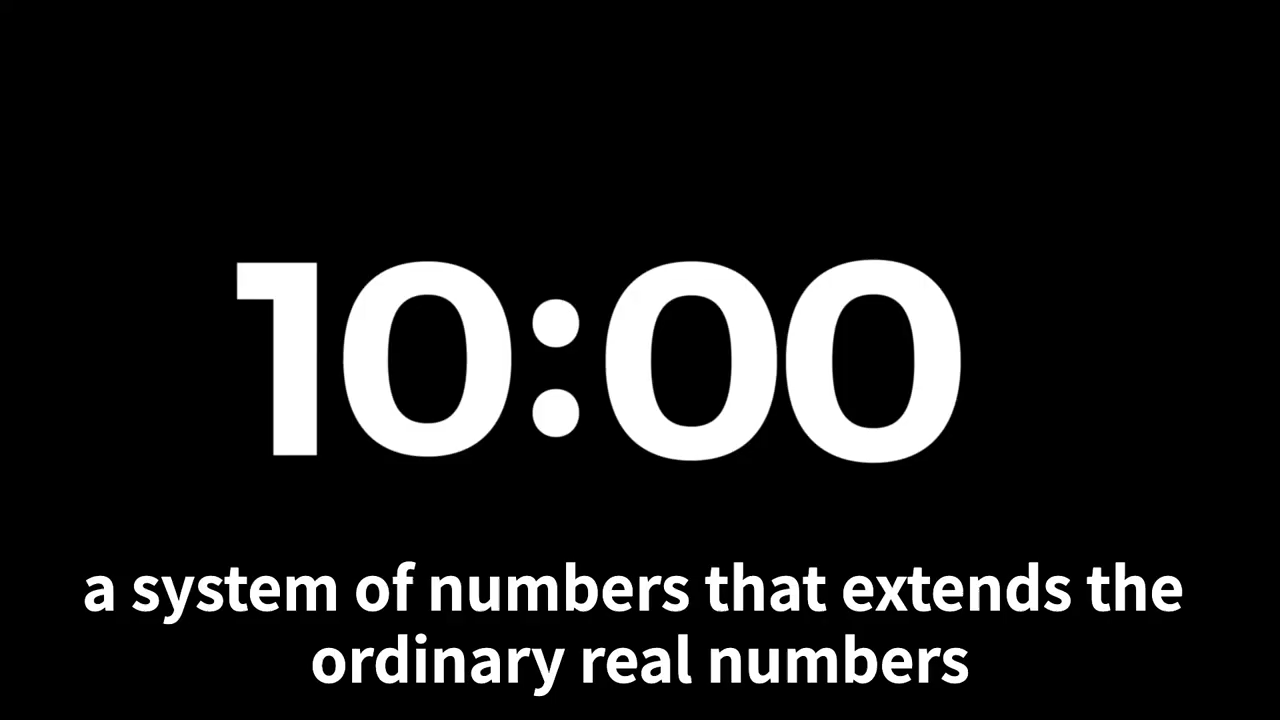 10:00
a system of numbers that extends the
ordinary real numbers